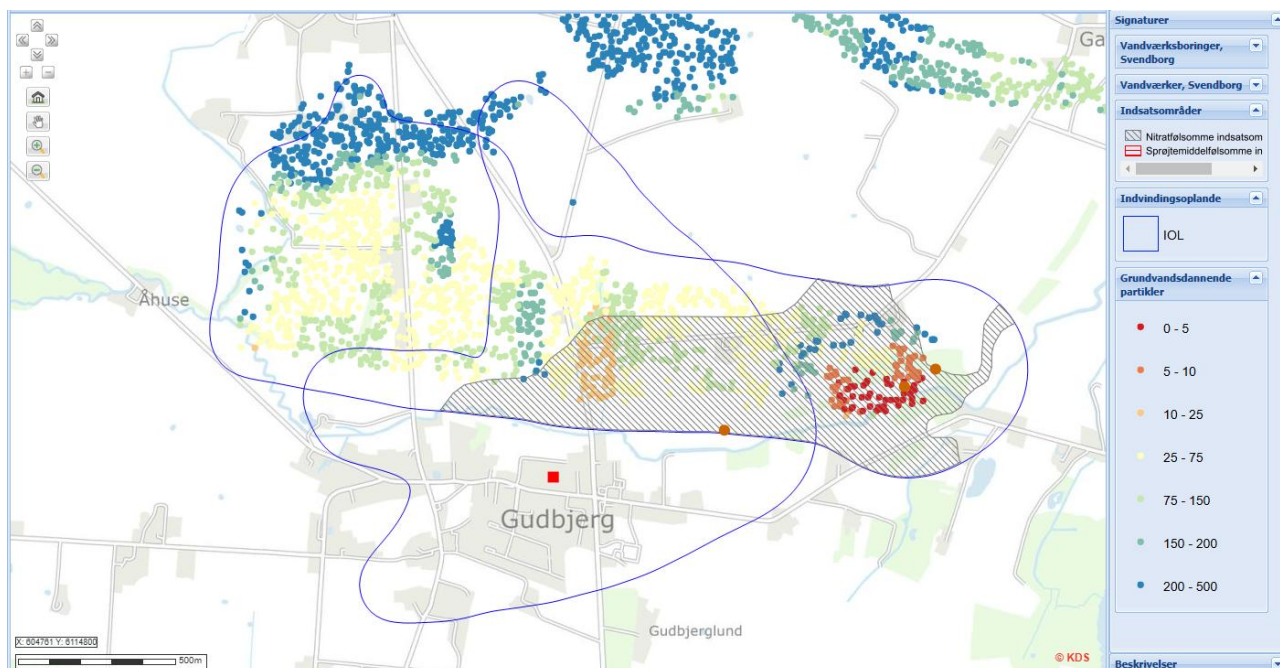 Åhuse
Gudbjerg
Gudbjerglund
Ga
X: 604761 Y: 6114800
500m
© KDS
Signaturer
Vandværksboringer,
Svendborg
Vandværker, Svendborg
Indsatsområder
Nitratfølsomme indsatsom
Sprøjtemiddelfølsomme in
Indvindingsoplande
IOL
Grundvandsdannende
partikler
0 - 5
5 - 10
10 - 25
25 - 75
75 - 150
150 - 200
200 - 500
Beskrivelser